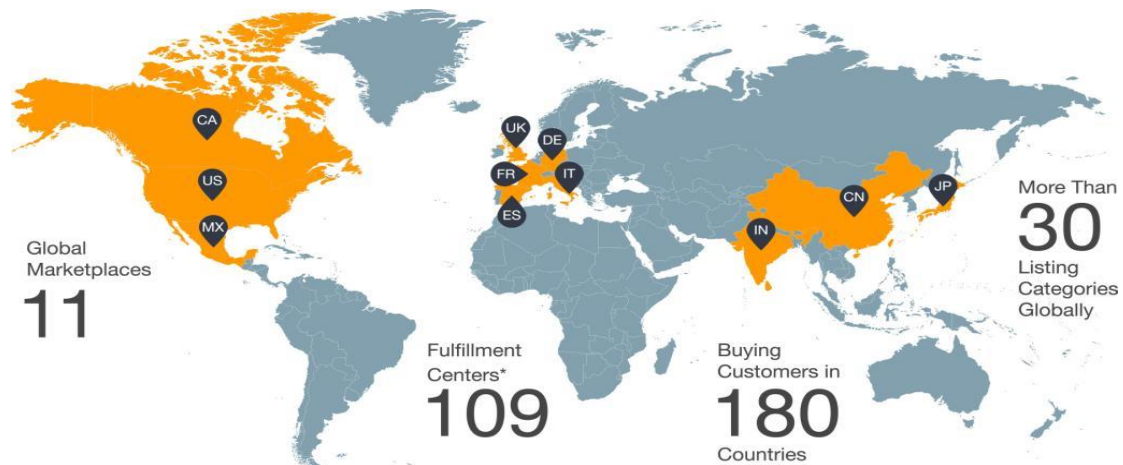 CA
US
MX
UK
DE
FR
IT
ES
CN
JP
IN
Global
Marketplaces
11
Fulfillment
Centers*
109
Buying
Customers in
180
Countries
More Than
30
Listing
Categories
Globally